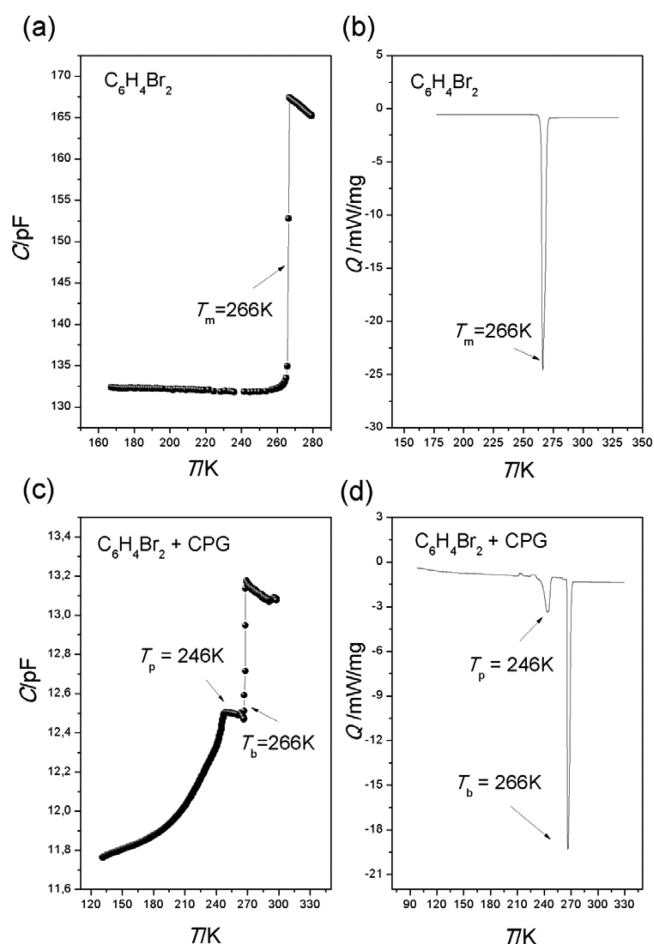 (a)
(b)
C6H4Br2
170
165
160
155
150
145
140
135
130
C/pF
Tm=266K
160 180 200 220 240 260 280
T/K
C6H4Br2
5
0
-5
-10
-15
-20
-25
-30
Q /mW/mg
Tm=266K
150 175 200 225 250 275 300 325 350
T/K
(c)
(d)
C6H4Br2 + CPG
13,4
13,2
13,0
12,8
12,6
12,4
12,2
12,0
11,8
11,6
C/pF
Tp = 246K
Tb=266K
120 150 180 210 240 270 300 330
T/K
C6H4Br2 + CPG
3
0
-3
-6
-9
-12
-15
-18
-21
Q /mW/mg
Tp = 246K
Tb = 266K
90 120 150 180 210 240 270 300 330
T/K